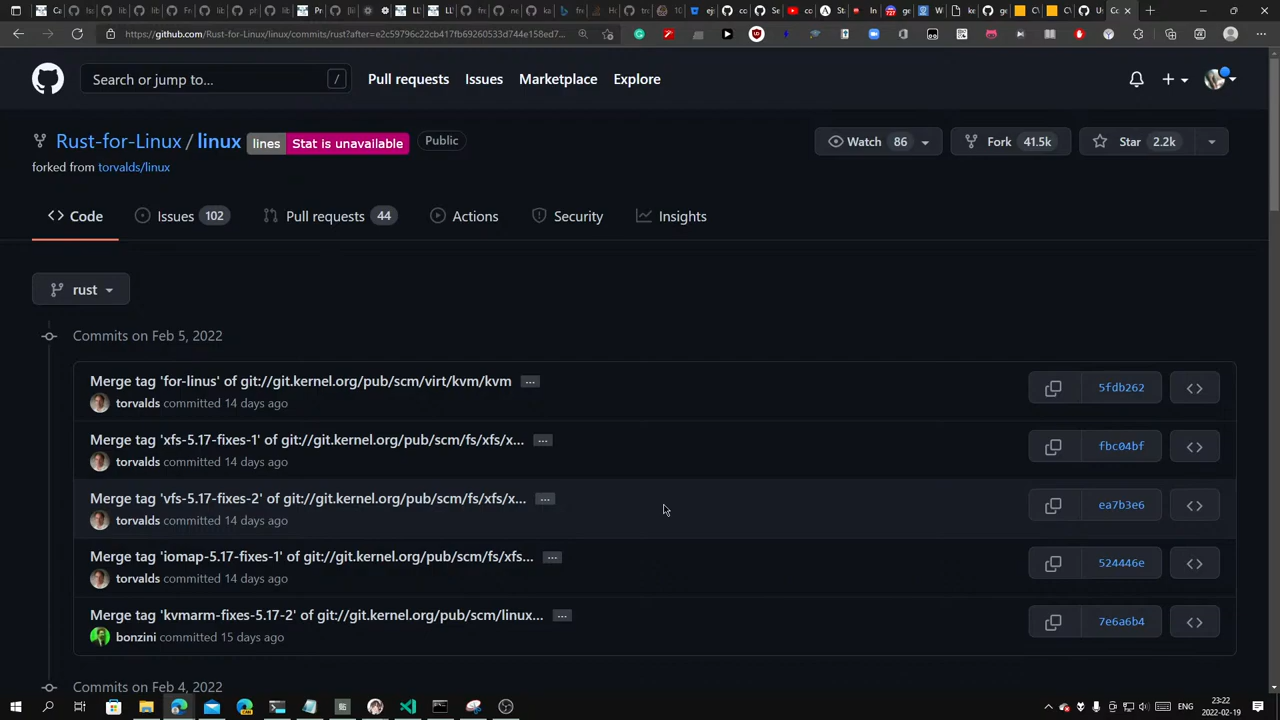 https://github.com/Rust-for-Linux/linux/commits/rust?after=e2c59796c22cb417fb69260533d744e158ed7...
Search or jump to...
/
Pull requests
Issues
Marketplace
Explore
Rust-for-Linux / linux
lines Stat is unavailable
Public
Watch 86
Fork 41.5k
Star 2.2k
forked from torvalds/linux
Code
Issues 102
Pull requests 44
Actions
Security
Insights
rust
Commits on Feb 5, 2022
Merge tag 'for-linus' of git://git.kernel.org/pub/scm/virt/kvm/kvm ...
torvalds committed 14 days ago
5fdb262
Merge tag 'xfs-5.17-fixes-1' of git://git.kernel.org/pub/scm/fs/xfs/x... ...
torvalds committed 14 days ago
fbc04bf
Merge tag 'vfs-5.17-fixes-2' of git://git.kernel.org/pub/scm/fs/xfs/x... ...
torvalds committed 14 days ago
ea7b3e6
Merge tag 'iomap-5.17-fixes-1' of git://git.kernel.org/pub/scm/fs/xfs... ...
torvalds committed 14 days ago
524446e
Merge tag 'kvmarm-fixes-5.17-2' of git://git.kernel.org/pub/scm/linux... ...
bonzini committed 15 days ago
7e6a6b4
Commits on Feb 4, 2022
ENG
23:22
2022-02-19